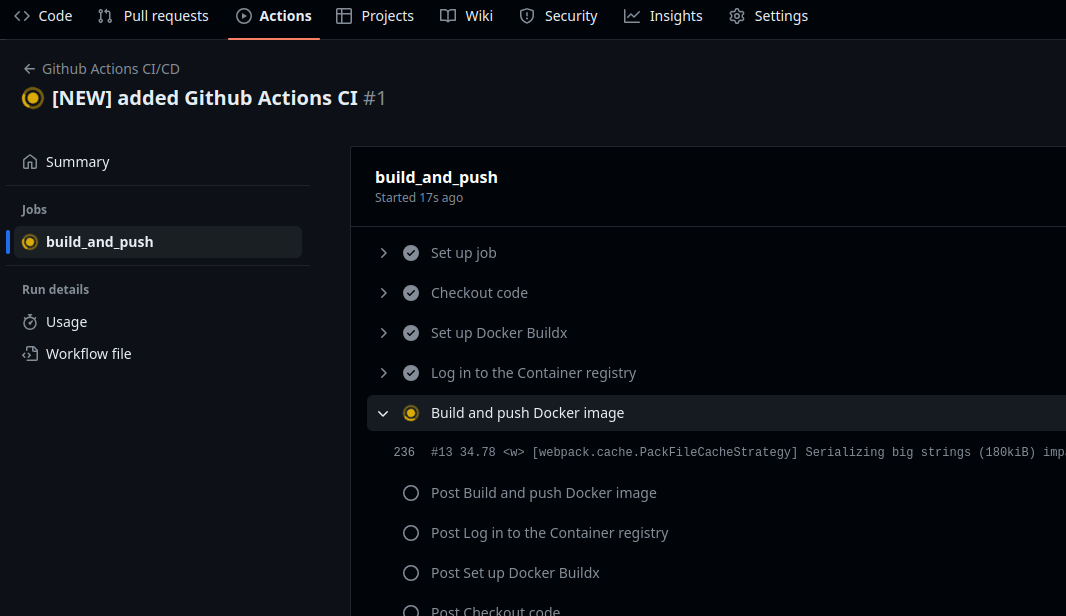 Code Pull requests Actions Projects Wiki Security Insights Settings
Github Actions CI/CD
[NEW] added Github Actions CI #1
Summary
Jobs
build_and_push
Run details
Usage
Workflow file
build_and_push
Started 17s ago
Set up job
Checkout code
Set up Docker Buildx
Log in to the Container registry
Build and push Docker image
236 #13 34.78 <w> [webpack.cache.PackFileCacheStrategy] Serializing big strings (180kiB) imp
Post Build and push Docker image
Post Log in to the Container registry
Post Set up Docker Buildx
Post Checkout code